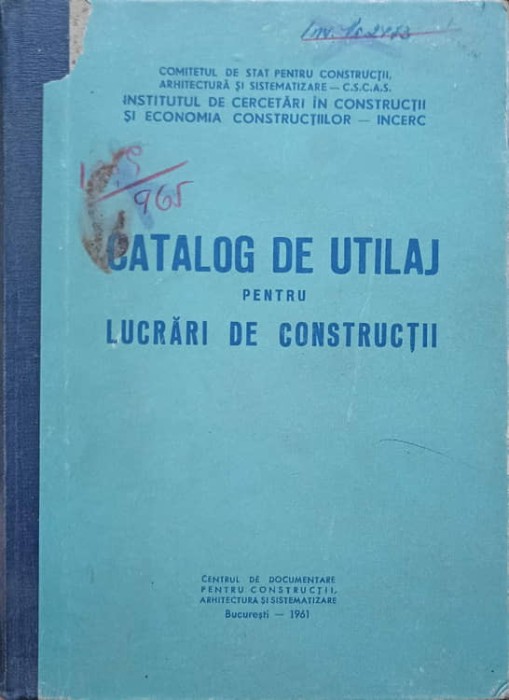 COMITETUL DE STAT PENTRU CONSTRUCȚII,
ARHITECTURĂ ȘI SISTEMATIZARE — C.S.C.A.S.
INSTITUTUL DE CERCETĂRI ÎN CONSTRUCȚII
ȘI ECONOMIA CONSTRUCȚIILOR — INCERC
965
CATALOG DE UTILAJ
PENTRU
LUCRĂRI DE CONSTRUCȚII
CENTRUL DE DOCUMENTARE
PENTRU CONSTRUCȚII,
ARHITECTURA ȘI SISTEMATIZARE
București — 1961